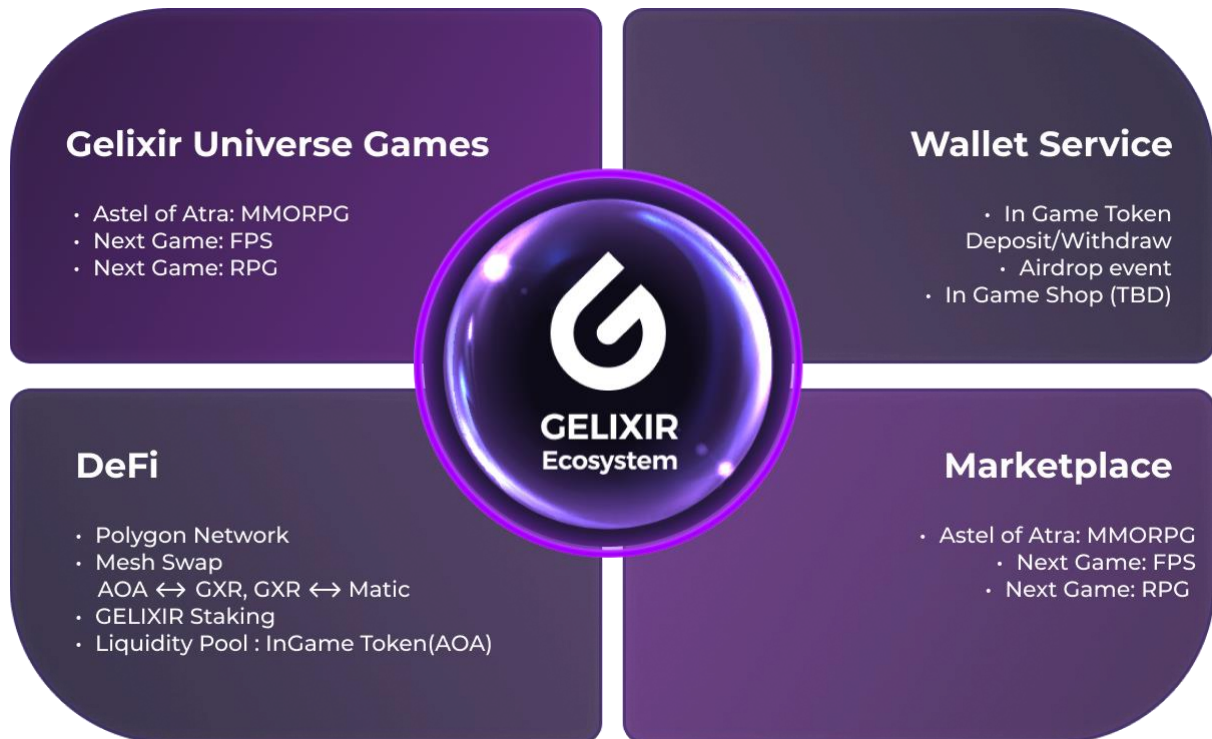 Gelixir Universe Games
• Astel of Atra: MMORPG
• Next Game: FPS
• Next Game: RPG
Wallet Service
• In Game Token
Deposit/Withdraw
• Airdrop event
• In Game Shop (TBD)
GELIXIR
Ecosystem
DeFi
• Polygon Network
• Mesh Swap
AOA ↔ GXR, GXR ↔ Matic
• GELIXIR Staking
• Liquidity Pool : InGame Token(AOA)
Marketplace
• Astel of Atra: MMORPG
• Next Game: FPS
• Next Game: RPG